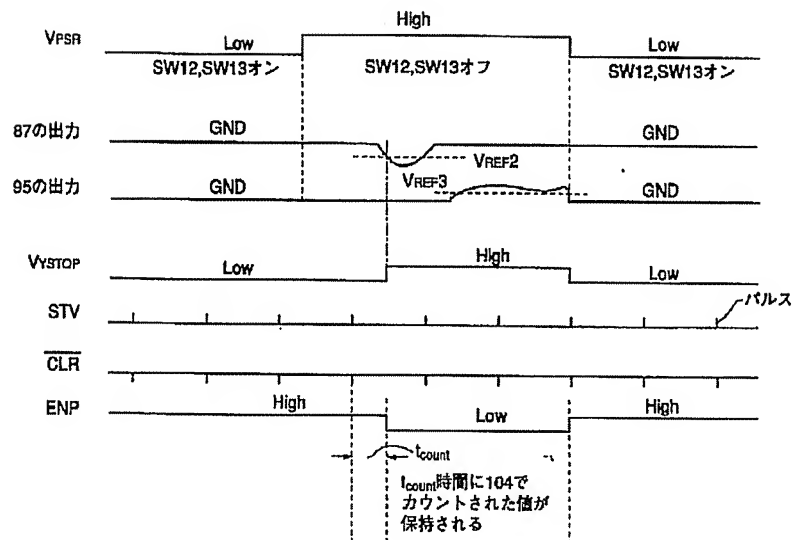 VPSR Low High Low
SW12,SW13オン SW12,SW13オフ SW12,SW13オン
87の出力 GND GND
VREF2
95の出力 GND VREF3 GND
VYSTOP Low High Low
STV パルス
CLR
ENP High Low High
tcount
tcount時間に104で
カウントされた値が
保持される